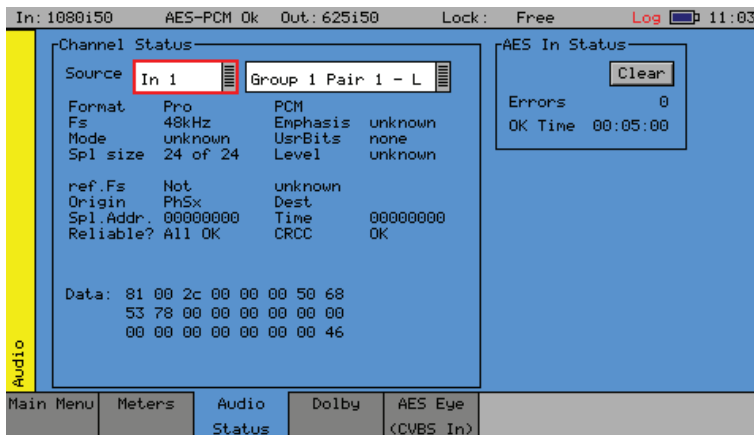 In: 1080i50 AES-PCM Ok Out: 625i50 Lock: Free Log 11:03
Channel Status
Source In 1 Group 1 Pair 1 - L
Format Pro PCM
Fs 48kHz Emphasis unknown
Mode unknown UsrBits none
Spl size 24 of 24 Level unknown
ref.Fs Not unknown
Origin PhSx Dest
Spl.Addr. 00000000 Time 00000000
Reliable? All OK CRCC OK
Data: 81 00 2c 00 00 00 50 68
53 78 00 00 00 00 00 00
00 00 00 00 00 00 00 46
AES In Status
Clear
Errors 0
OK Time 00:05:00
Audio
Main Menu Meters Audio Status Dolby AES Eye (CVBS In)